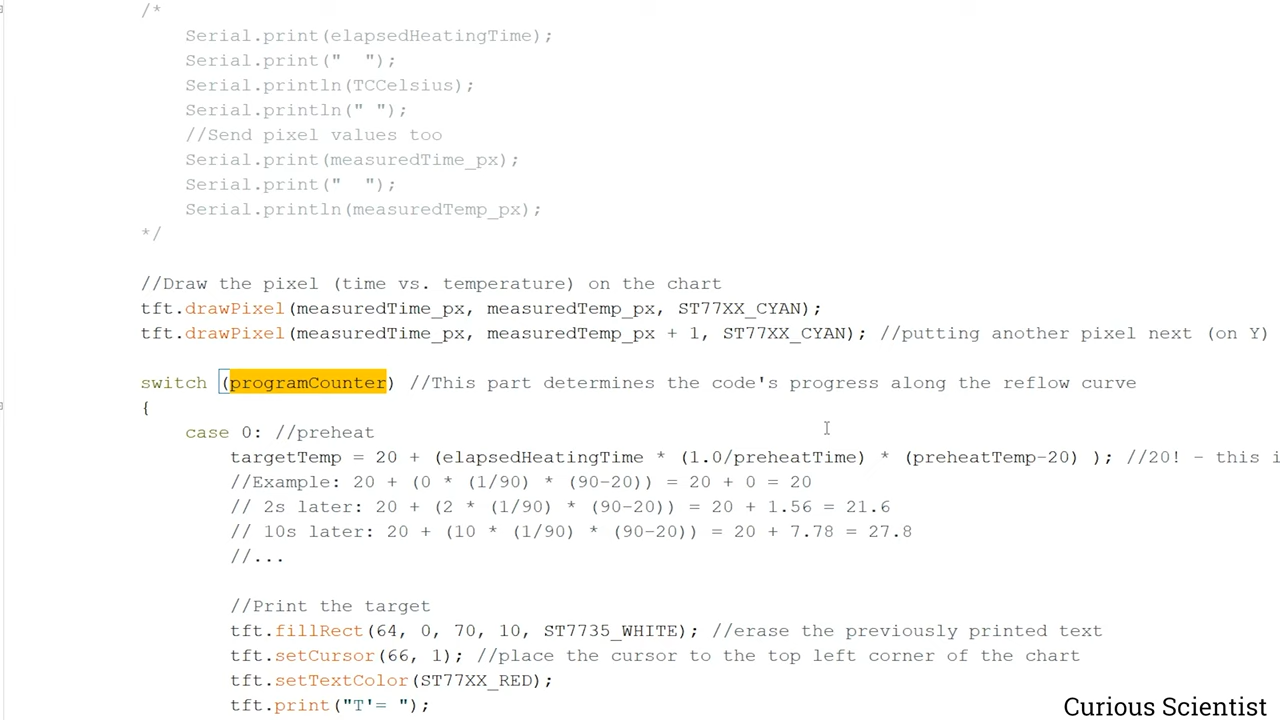 /*
Serial.print(elapsedHeatingTime);
Serial.print("  ");
Serial.println(TCCelsius);
Serial.println(" ");
//Send pixel values too
Serial.print(measuredTime_px);
Serial.print("  ");
Serial.println(measuredTemp_px);
*/
//Draw the pixel (time vs. temperature) on the chart
tft.drawPixel(measuredTime_px, measuredTemp_px, ST77XX_CYAN);
tft.drawPixel(measuredTime_px, measuredTemp_px + 1, ST77XX_CYAN); //putting another pixel next (on Y)
switch (programCounter) //This part determines the code's progress along the reflow curve
{
case 0: //preheat
targetTemp = 20 + (elapsedHeatingTime * (1.0/preheatTime) * (preheatTemp-20) ); //20! - this i
//Example: 20 + (0 * (1/90) * (90-20)) = 20 + 0 = 20
// 2s later: 20 + (2 * (1/90) * (90-20)) = 20 + 1.56 = 21.6
// 10s later: 20 + (10 * (1/90) * (90-20)) = 20 + 7.78 = 27.8
//...
//Print the target
tft.fillRect(64, 0, 70, 10, ST7735_WHITE); //erase the previously printed text
tft.setCursor(66, 1); //place the cursor to the top left corner of the chart
tft.setTextColor(ST77XX_RED);
tft.print("T'= ");
Curious Scientist